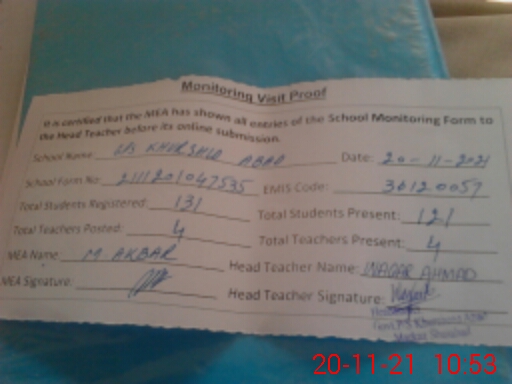 Monitoring Visit Proof
It is certified that the MEA has shown all entries of the School Monitoring Form to
the Head Teacher before its online submission.
School Name: KHURSHID ABAD Date: 20-11-2021
School Form No: 2111201047535 EMIS Code: 36120057
Total Students Registered: 131 Total Students Present: 121
Total Teachers Posted: 4 Total Teachers Present: 4
MEA Name: M. AKBAR Head Teacher Name: WAQAR AHMAD
MEA Signature: Head Teacher Signature:
20-11-21 10:53